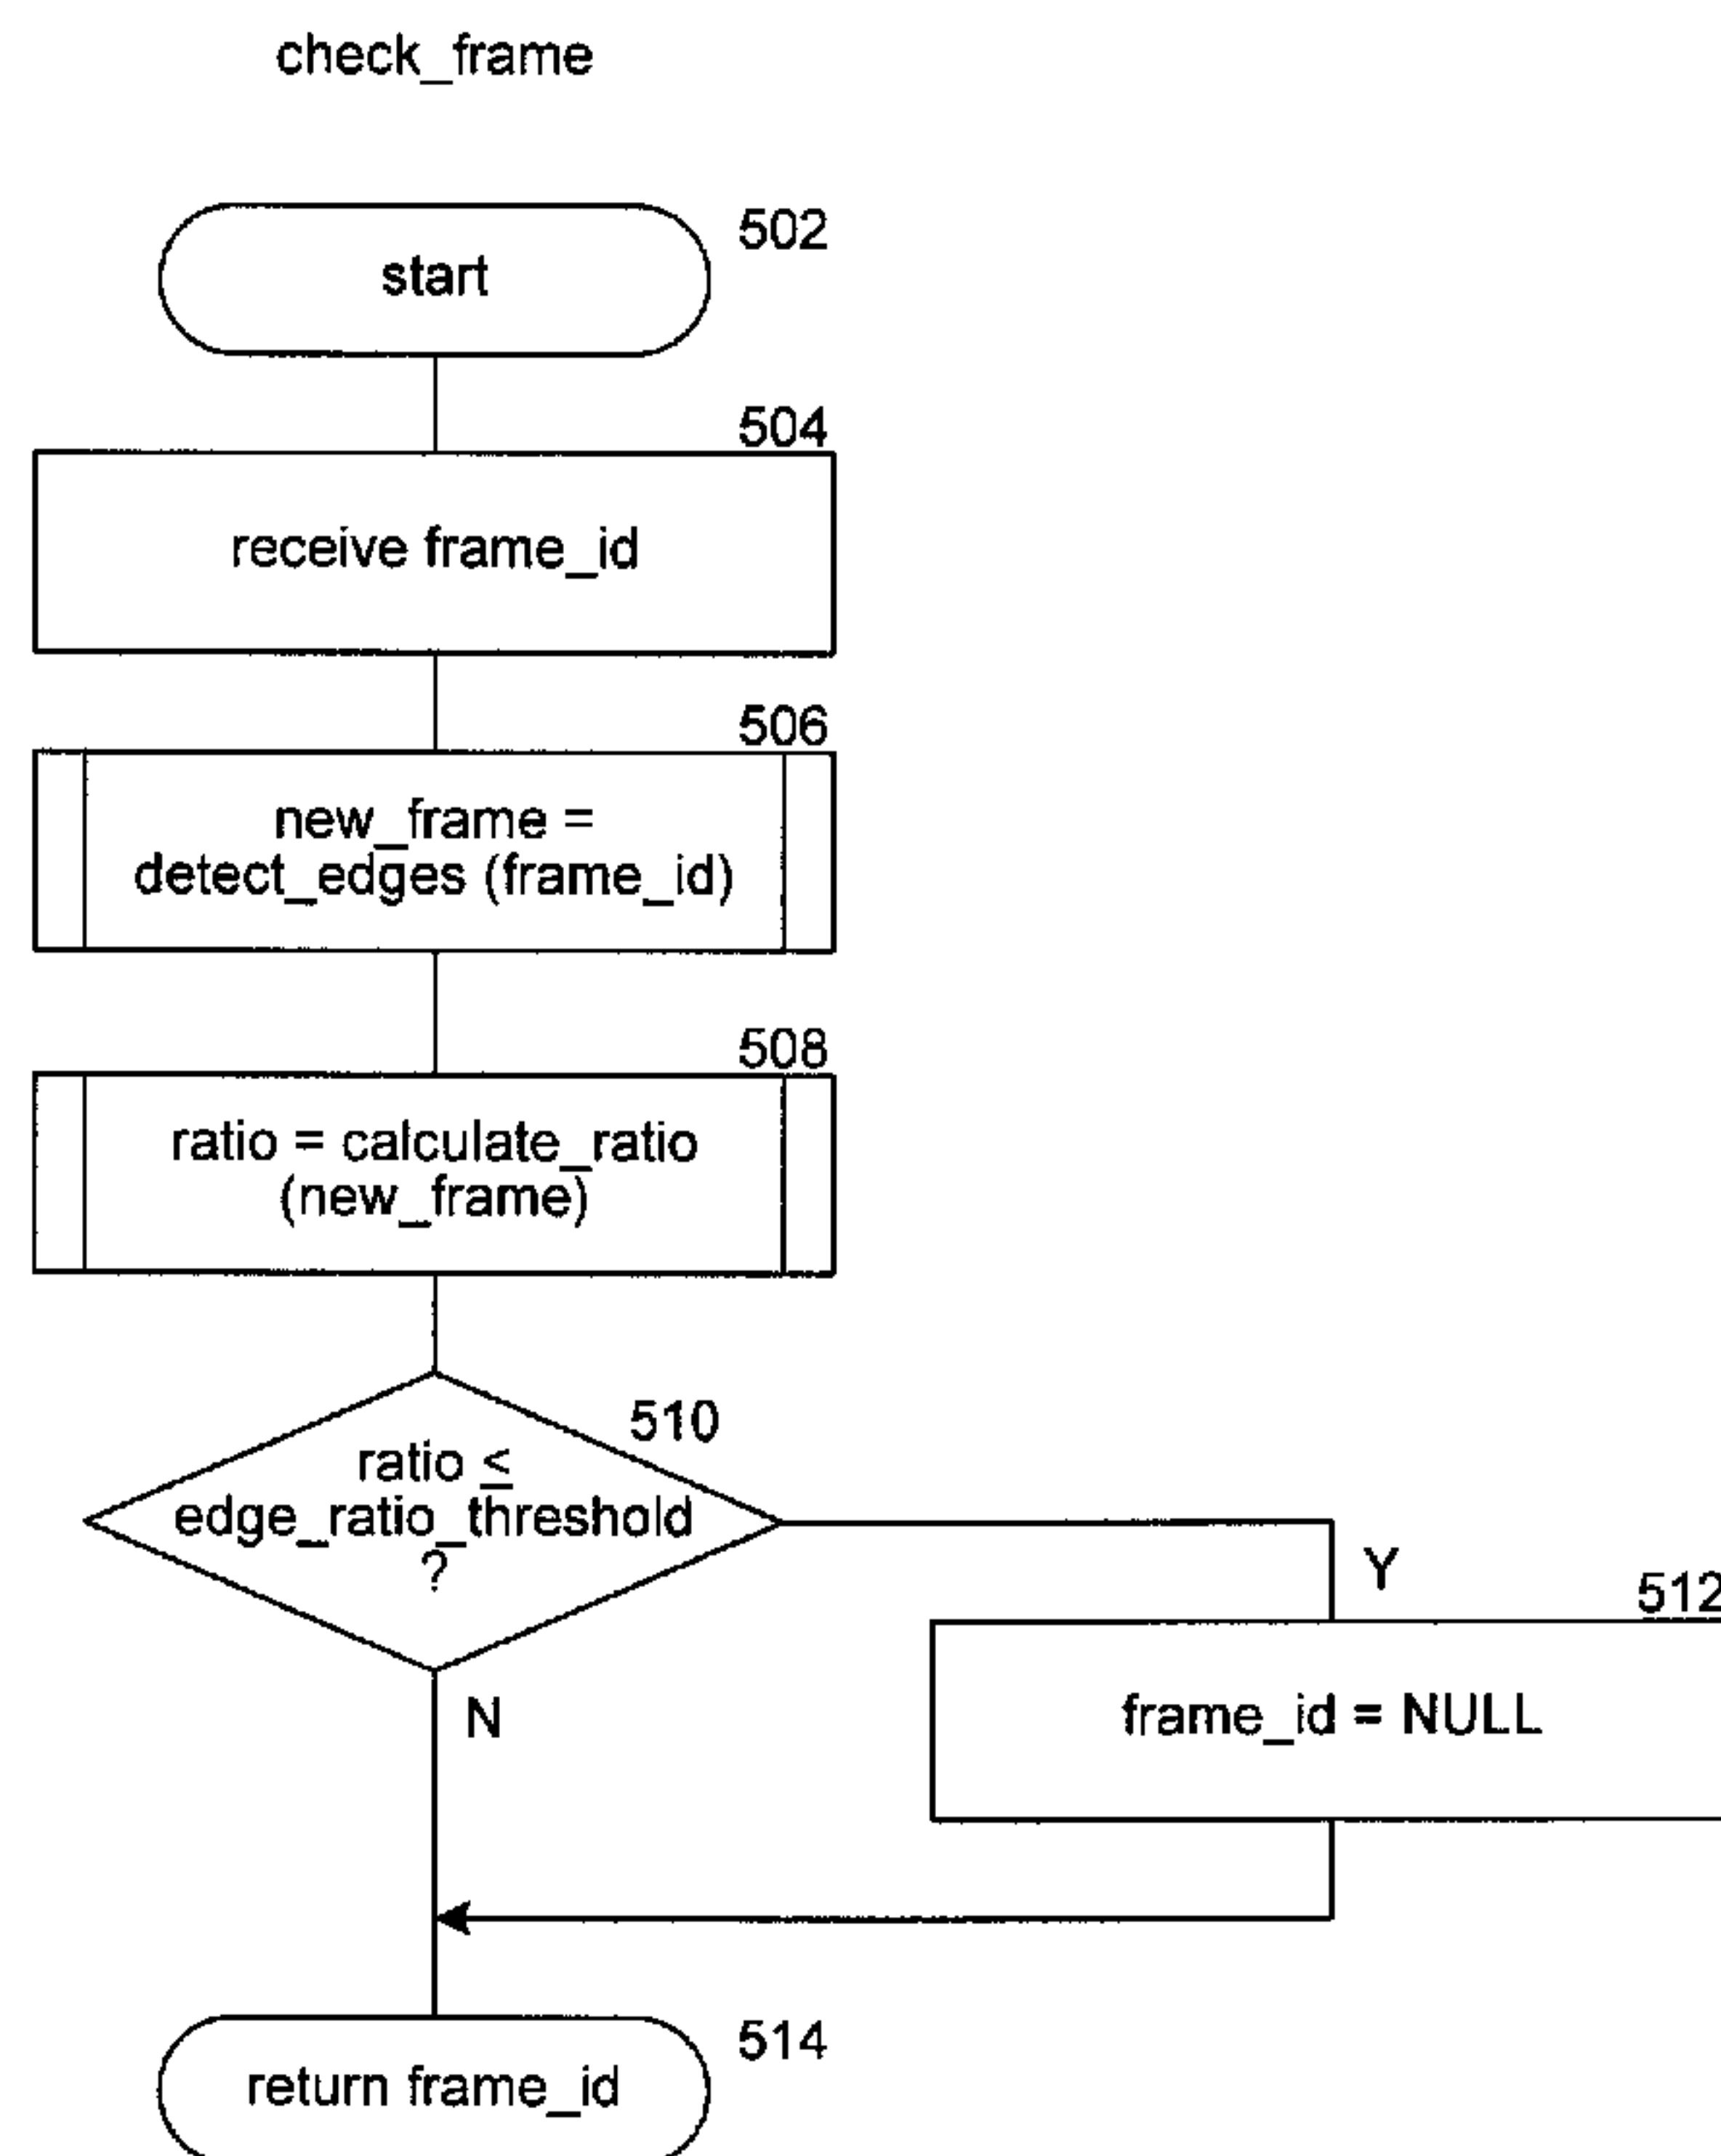 check_frame
502
start
504
receive frame_id
506
new_frame =
detect_edges (frame_id)
508
ratio = calculate_ratio
(new_frame)
510
ratio ≤
edge_ratio_threshold
?
Y
512
N
frame_id = NULL
514
return frame_id